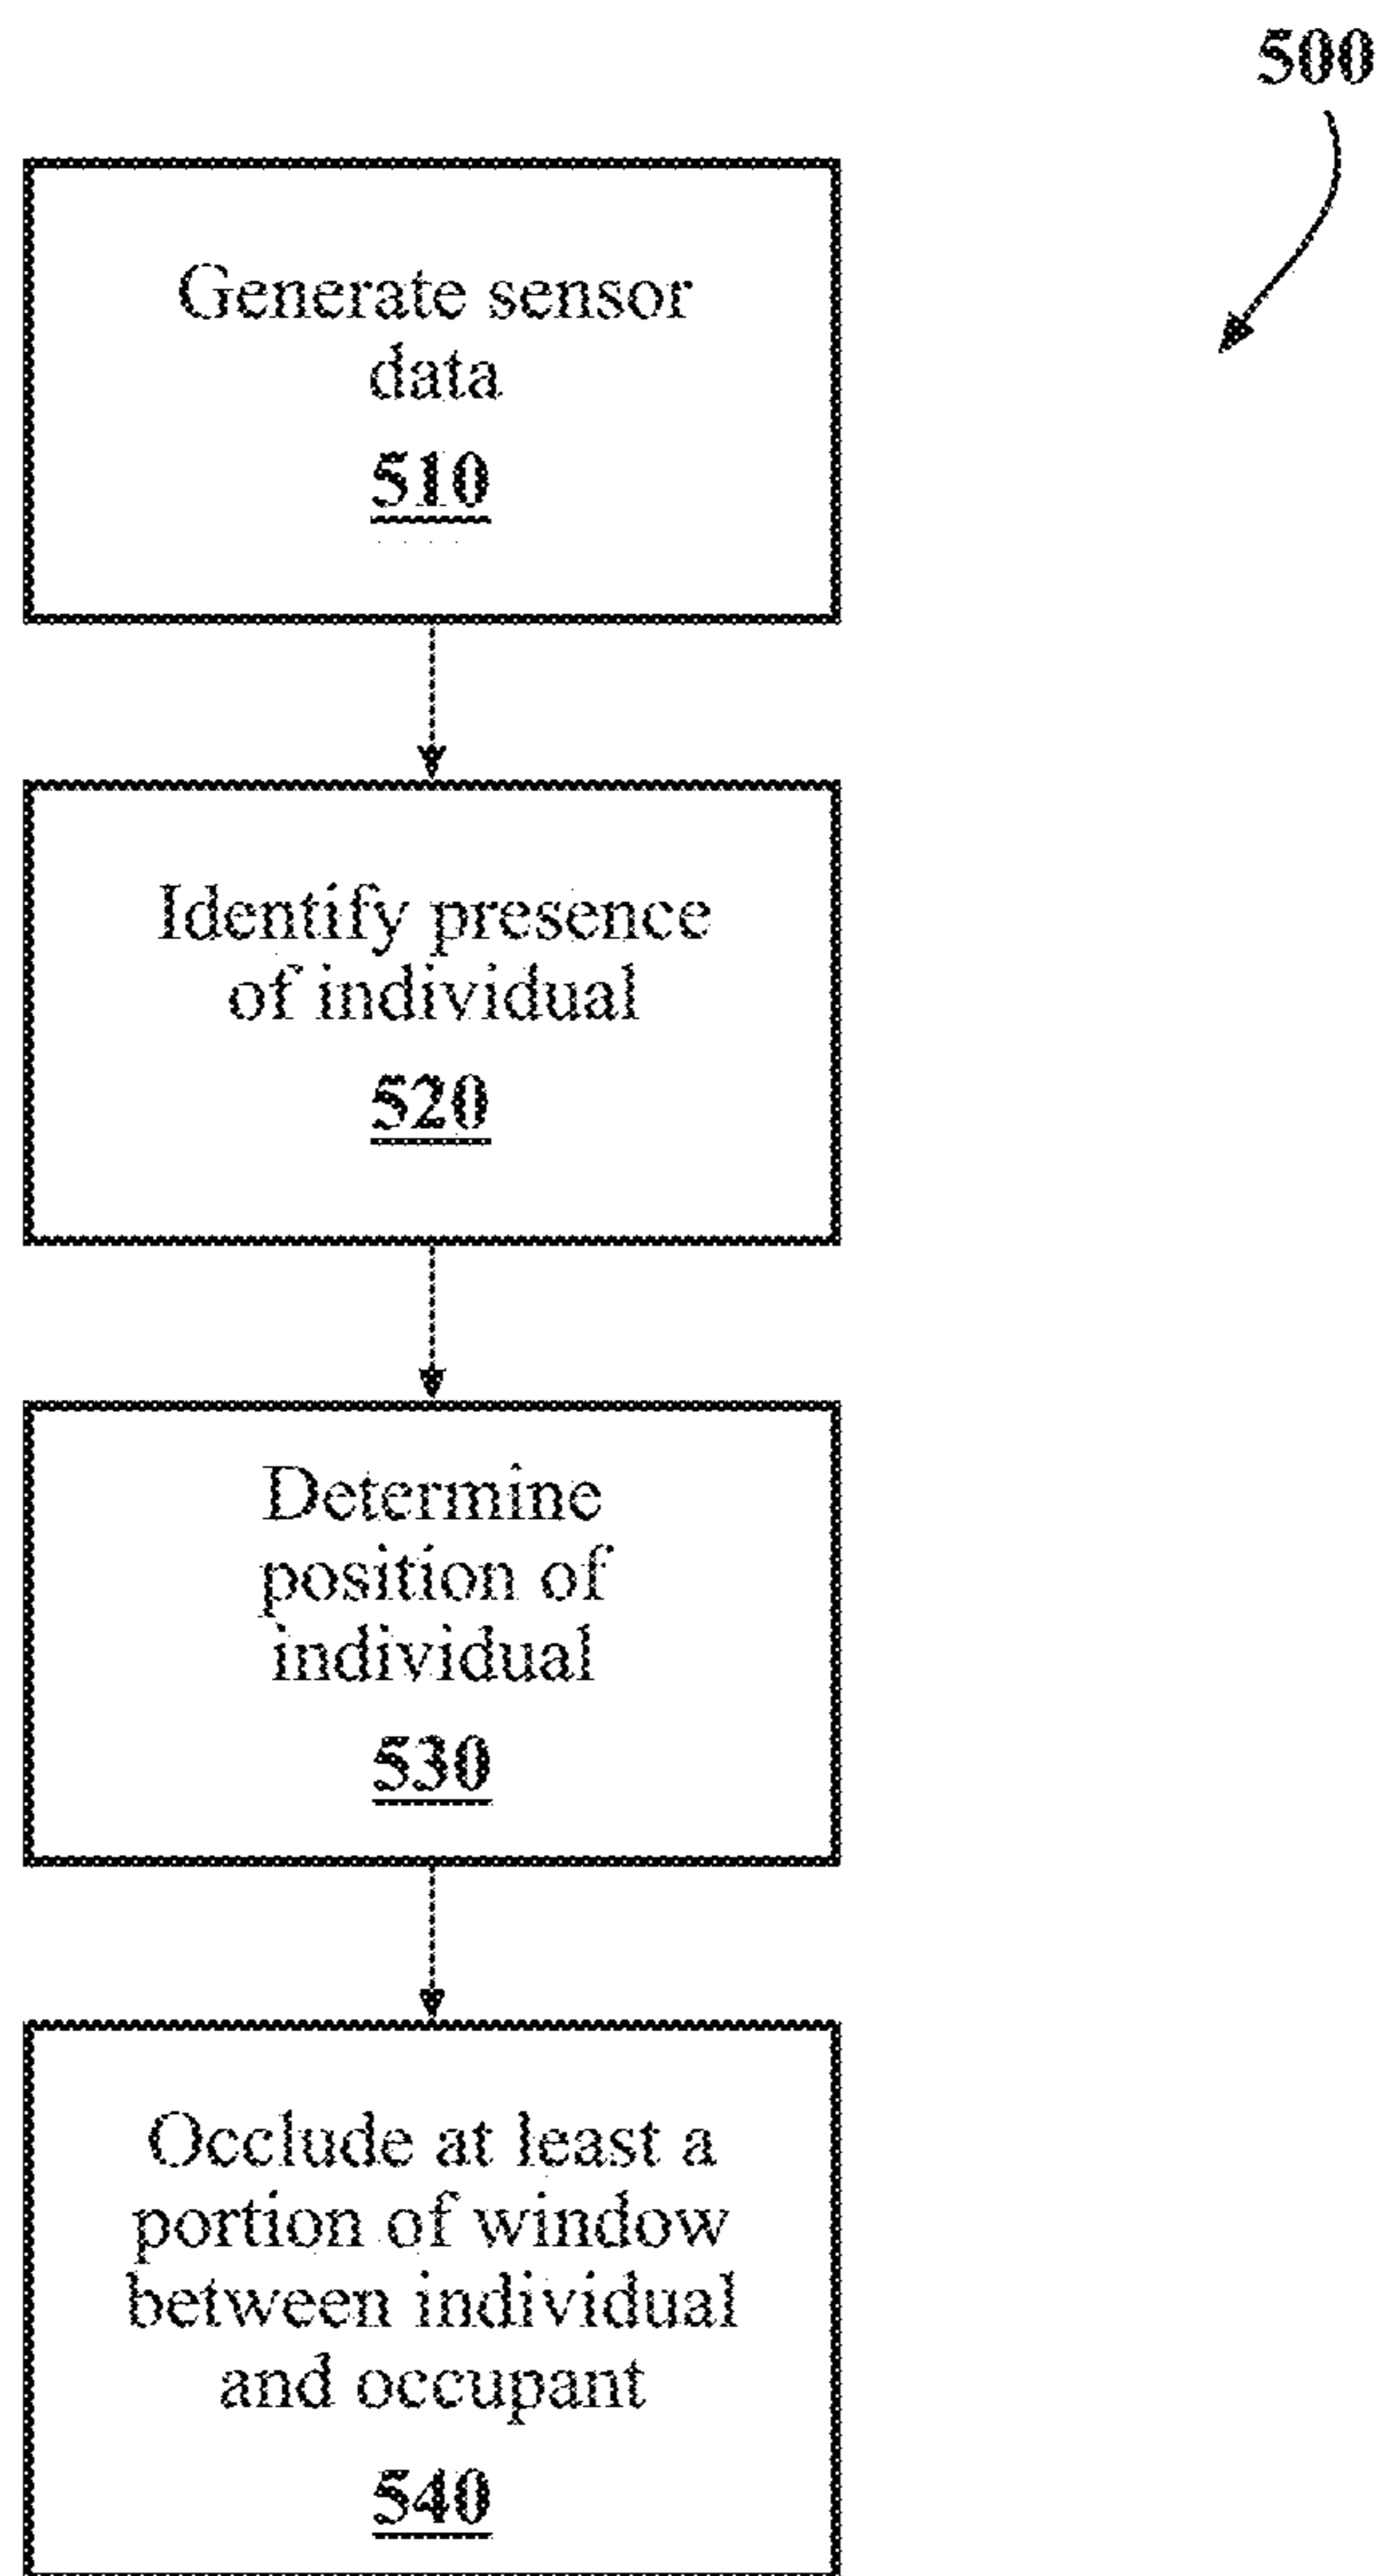 500
Generate sensor
data
510
Identify presence
of individual
520
Determine
position of
individual
530
Occlude at least a
portion of window
between individual
and occupant
540